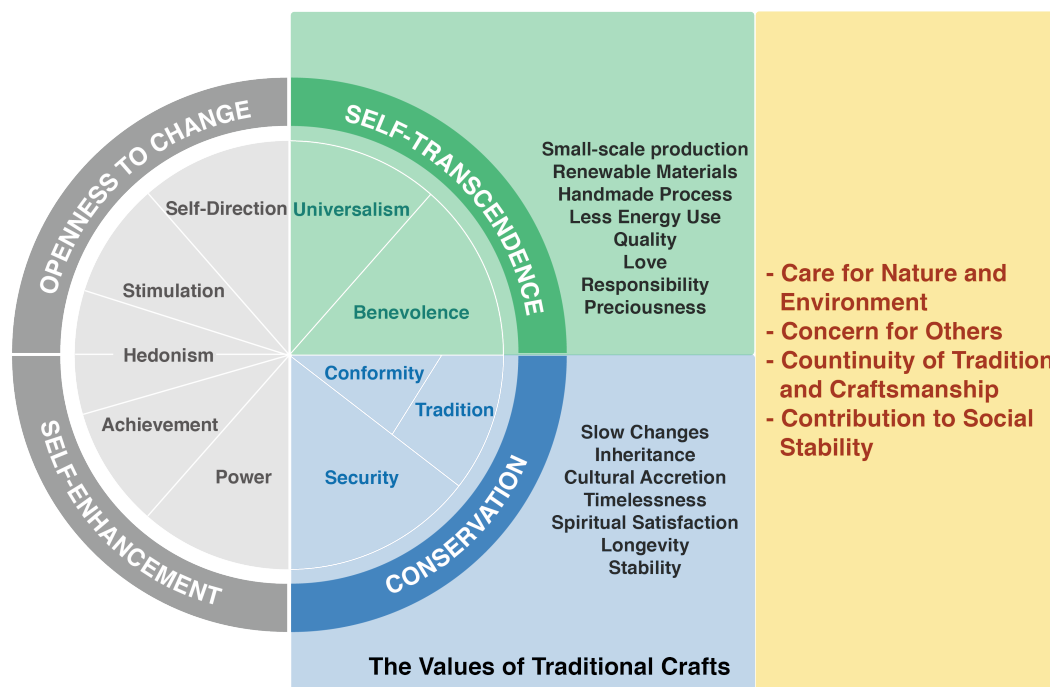 OPENNESS TO CHANGE
SELF-TRANSCENDENCE
SELF-ENHANCEMENT
CONSERVATION
Self-Direction
Universalism
Stimulation
Benevolence
Hedonism
Conformity
Achievement
Tradition
Power
Security
Small-scale production
Renewable Materials
Handmade Process
Less Energy Use
Quality
Love
Responsibility
Preciousness
Slow Changes
Inheritance
Cultural Accretion
Timelessness
Spiritual Satisfaction
Longevity
Stability
- Care for Nature and
Environment
- Concern for Others
- Countinuity of Tradition
and Craftsmanship
- Contribution to Social
Stability
The Values of Traditional Crafts